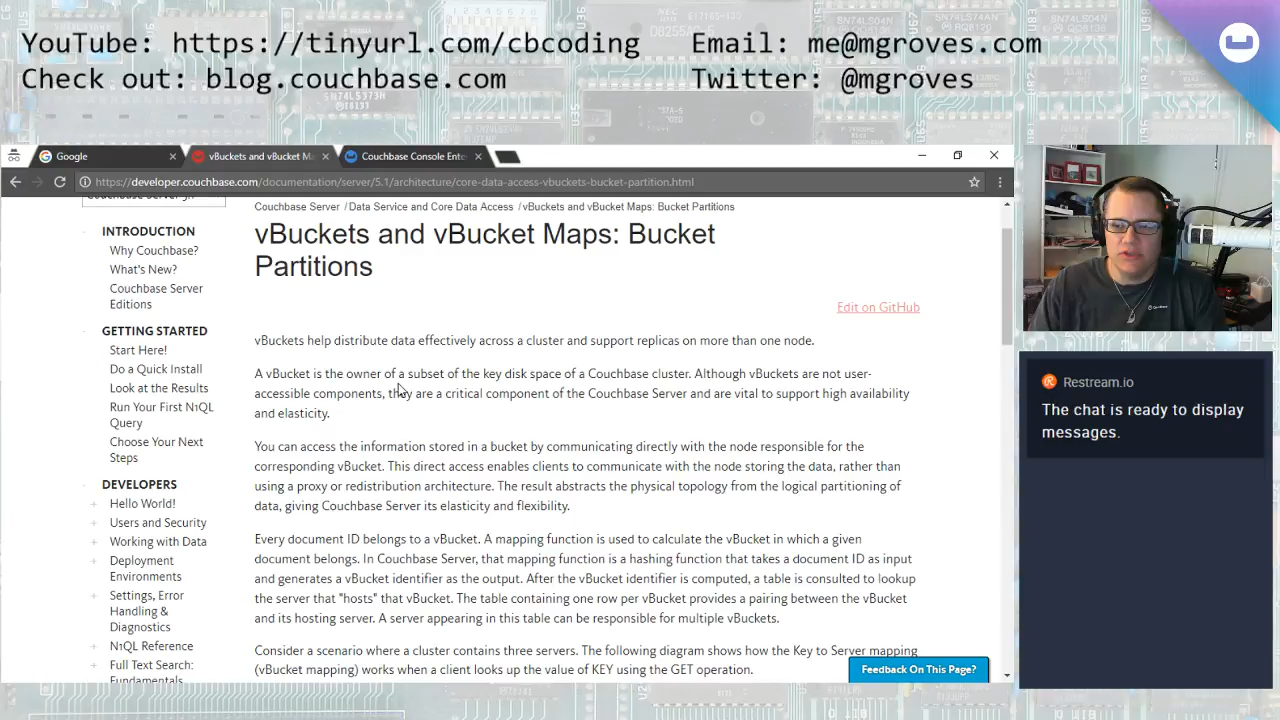 YouTube: https://tinyurl.com/cbcoding
Email: me@mgroves.com
Check out: blog.couchbase.com
Twitter: @mgroves
Google
vBuckets and vBucket Ma
Couchbase Console Ente
https://developer.couchbase.com/documentation/server/5.1/architecture/core-data-access-vbuckets-bucket-partition.html
Couchbase Server / Data Service and Core Data Access / vBuckets and vBucket Maps: Bucket Partitions
INTRODUCTION
Why Couchbase?
What's New?
Couchbase Server
Editions
GETTING STARTED
Start Here!
Do a Quick Install
Look at the Results
Run Your First N1QL
Query
Choose Your Next
Steps
DEVELOPERS
Hello World!
Users and Security
Working with Data
Deployment
Environments
Settings, Error
Handling &
Diagnostics
N1QL Reference
Full Text Search:
Fundamentals
vBuckets and vBucket Maps: Bucket
Partitions
Edit on GitHub
vBuckets help distribute data effectively across a cluster and support replicas on more than one node.
A vBucket is the owner of a subset of the key disk space of a Couchbase cluster. Although vBuckets are not user-
accessible components, they are a critical component of the Couchbase Server and are vital to support high availability
and elasticity.
You can access the information stored in a bucket by communicating directly with the node responsible for the
corresponding vBucket. This direct access enables clients to communicate with the node storing the data, rather than
using a proxy or redistribution architecture. The result abstracts the physical topology from the logical partitioning of
data, giving Couchbase Server its elasticity and flexibility.
Every document ID belongs to a vBucket. A mapping function is used to calculate the vBucket in which a given
document belongs. In Couchbase Server, that mapping function is a hashing function that takes a document ID as input
and generates a vBucket identifier as the output. After the vBucket identifier is computed, a table is consulted to lookup
the server that "hosts" that vBucket. The table containing one row per vBucket provides a pairing between the vBucket
and its hosting server. A server appearing in this table can be responsible for multiple vBuckets.
Consider a scenario where a cluster contains three servers. The following diagram shows how the Key to Server mapping
(vBucket mapping) works when a client looks up the value of KEY using the GET operation.
Feedback On This Page?
Restream.io
The chat is ready to display
messages.